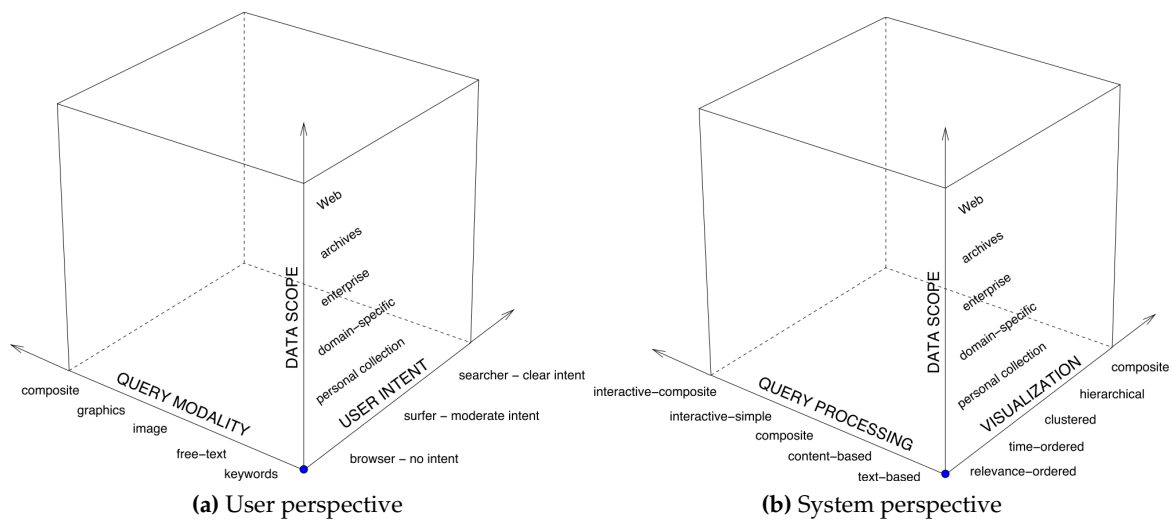 Web
archives
enterprise
domain–specific
personal collection
DATA SCOPE
USER INTENT
searcher – clear intent
surfer – moderate intent
browser – no intent
QUERY MODALITY
composite
graphics
image
free–text
keywords
(a) User perspective
Web
archives
enterprise
domain–specific
personal collection
DATA SCOPE
VISUALIZATION
composite
hierarchical
clustered
time–ordered
relevance–ordered
QUERY PROCESSING
interactive–composite
interactive–simple
composite
content–based
text–based
(b) System perspective